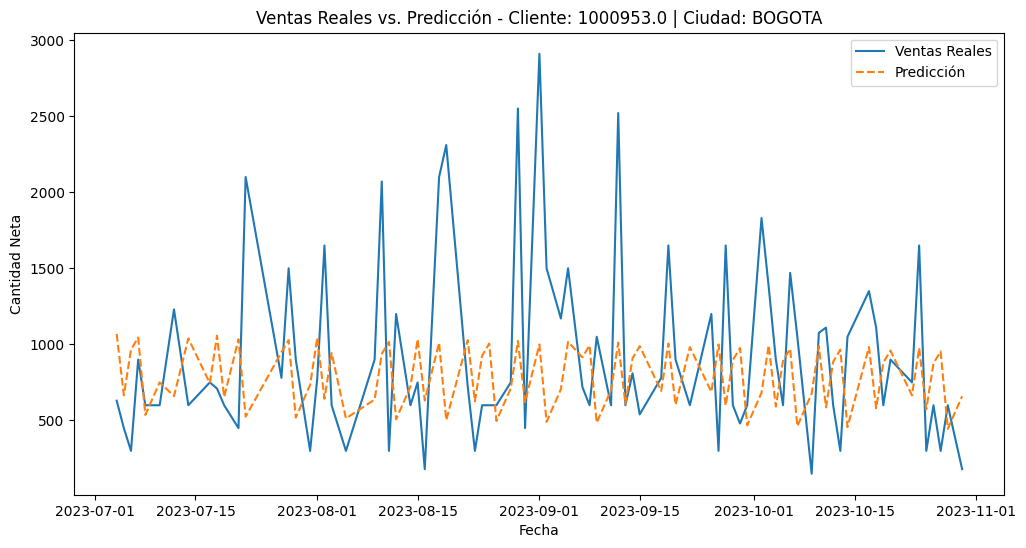 Ventas Reales vs. Predicción - Cliente: 1000953.0 | Ciudad: BOGOTA
Ventas Reales
Predicción
Cantidad Neta
3000
2500
2000
1500
1000
500
2023-07-01 2023-07-15 2023-08-01 2023-08-15 2023-09-01 2023-09-15 2023-10-01 2023-10-15 2023-11-01
Fecha